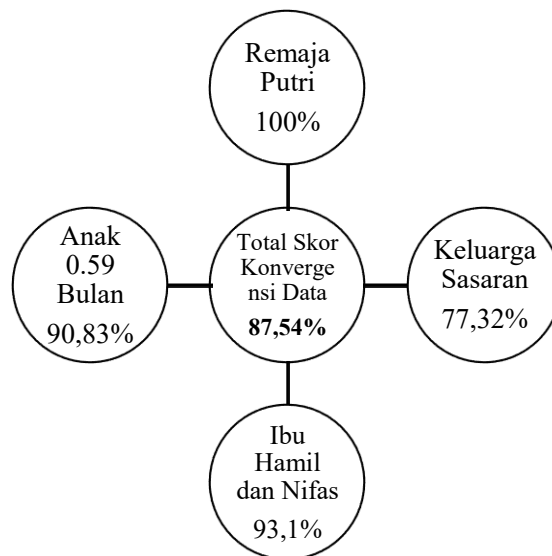 Remaja
Putri
100%
Anak
0.59
Bulan
90,83%
Total Skor
Konverge
nsi Data
87,54%
Keluarga
Sasaran
77,32%
Ibu
Hamil
dan Nifas
93,1%